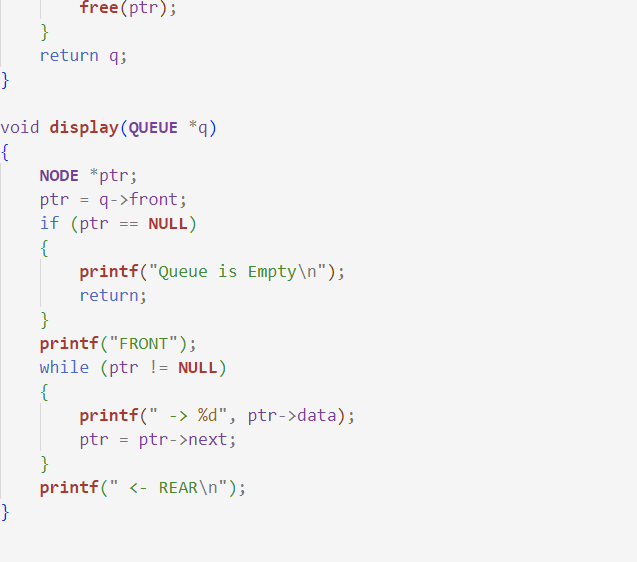 free(ptr);
    }
    return q;
}

void display(QUEUE *q)
{
    NODE *ptr;
    ptr = q->front;
    if (ptr == NULL)
    {
        printf("Queue is Empty\n");
        return;
    }
    printf("FRONT");
    while (ptr != NULL)
    {
        printf(" -> %d", ptr->data);
        ptr = ptr->next;
    }
    printf(" <- REAR\n");
}